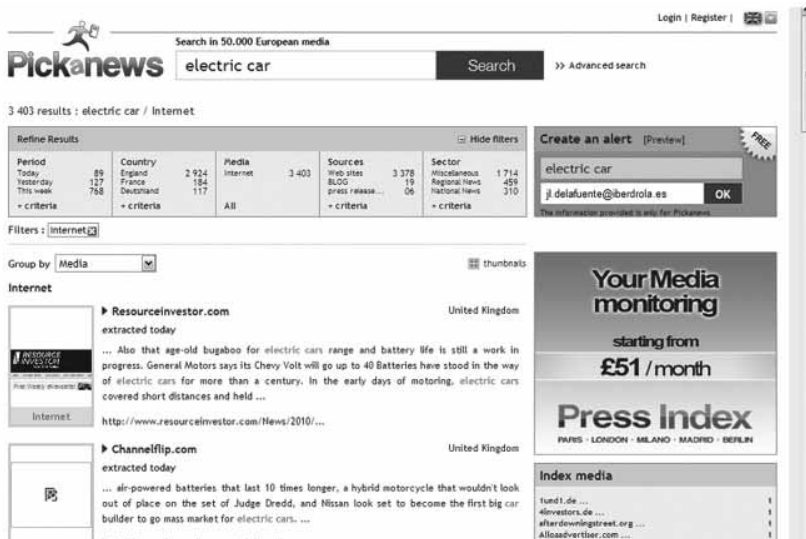 Login | Register |
Pickanews
Search in 50.000 European media
electric car
Search
>> Advanced search
3 403 results : electric car / Internet
Refine Results
Hide filters
Period
Today 89
Yesterday 127
This week 768
+ criteria
Country
England 2 924
France 184
Deutshland 117
+ criteria
Media
Internet 3 403
All
Sources
Web sites 3 378
BLOG 19
press release... 06
+ criteria
Sector
Miscelaneous 1 714
Regional News 459
National News 310
+ criteria
Create an alert [Preview]
FREE
electric car
jl.delafuente@iberdrola.es
OK
The information provided is only for Pickanews
Filters : Internet
Group by Media
thumbnails
Internet
Resourceinvestor.com United Kingdom
extracted today
... Also that age-old bugaboo for electric cars range and battery life is still a work in
progress. General Motors says its Chevy Volt will go up to 40 Batteries have stood in the way
of electric cars for more than a century. In the early days of motoring, electric cars
covered short distances and held ...
http://www.resourceinvestor.com/News/2010/...
RESOURCE
INVESTOR
Internet
Channelflip.com United Kingdom
extracted today
... air-powered batteries that last 10 times longer, a hybrid motorcycle that wouldn't look
out of place on the set of Judge Dredd, and Nissan look set to become the first big car
builder to go mass market for electric cars. ...
Your Media
monitoring
starting from
£51 / month
Press Index
PARIS - LONDON - MILANO - MADRID - BERLIN
Index media
1und1.de ... 1
4investors.de ... 1
afterdowningstreet.org ... 1
Alloaadvertiser.com ... 1